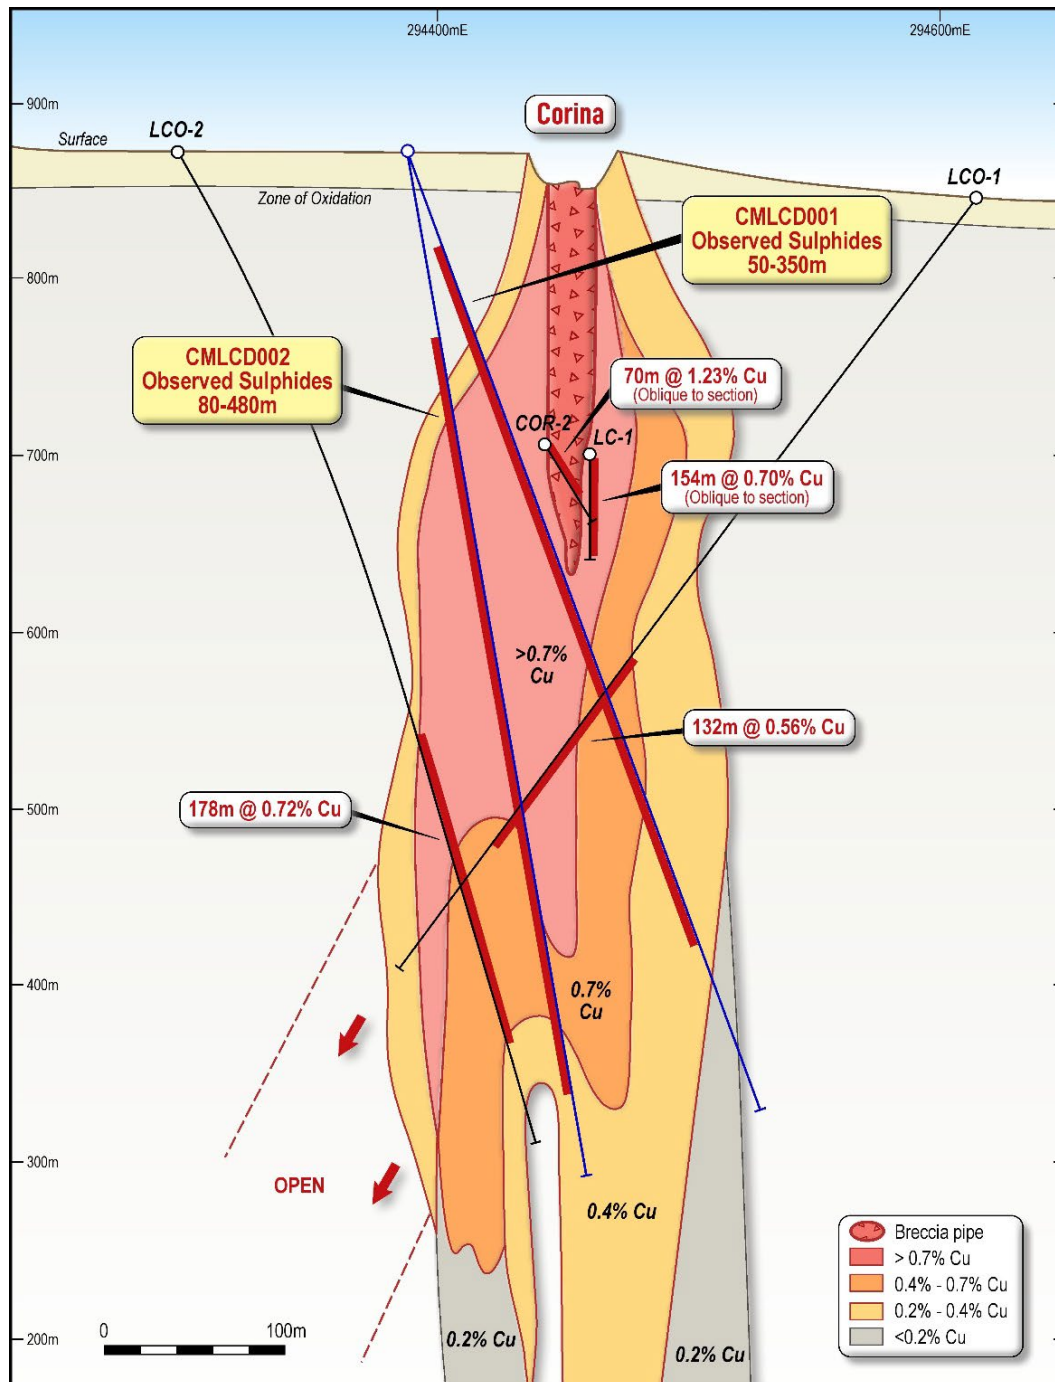 294400mE
294600mE
900m
Corina
LCO-2
Surface
LCO-1
Zone of Oxidation
CMLCD001
Observed Sulphides
50-350m
800m
CMLCD002
Observed Sulphides
80-480m
70m @ 1.23% Cu
(Oblique to section)
COR-2
LC-1
700m
154m @ 0.70% Cu
(Oblique to section)
600m
>0.7%
Cu
132m @ 0.56% Cu
178m @ 0.72% Cu
500m
400m
0.7%
Cu
300m
OPEN
0.4% Cu
Breccia pipe
> 0.7% Cu
0.4% - 0.7% Cu
0.2% - 0.4% Cu
<0.2% Cu
0
100m
200m
0.2% Cu
0.2% Cu